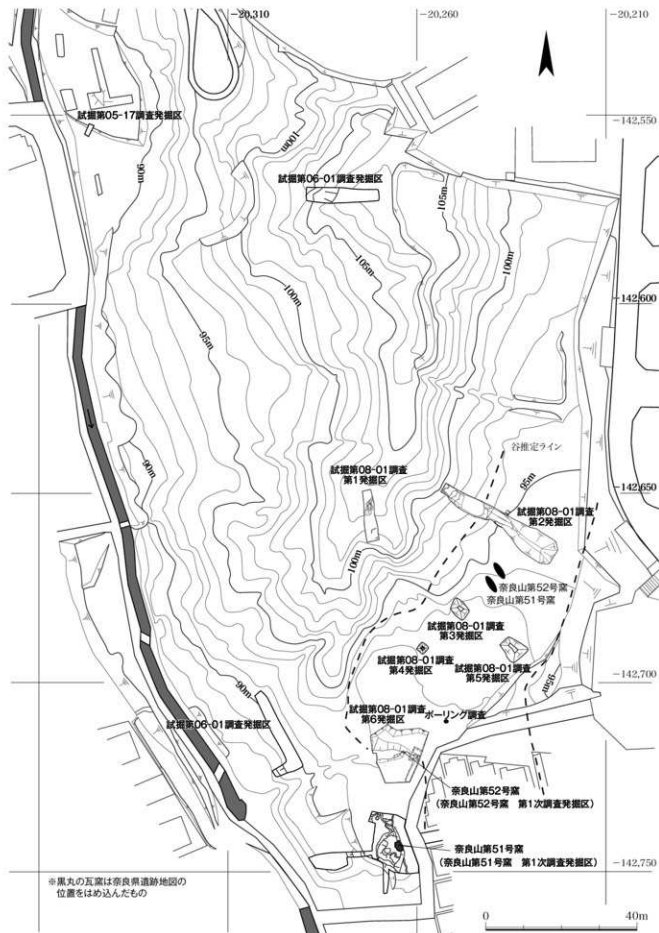 -20,310
-20,260
-20,210
-142,550
試掘第05-17調査発掘区
100m
90m
試掘第06-01調査発掘区
105m
100m
105m
100m
142,600
95m
谷推定ライン
90m
試掘第08-01調査
第1発掘区
95m
142,650
試掘第08-01調査
第2発掘区
100m
奈良山第52号窯
奈良山第51号窯
試掘第08-01調査
第3発掘区
試掘第08-01調査
第4発掘区
試掘第08-01調査
第5発掘区
95m
-142,700
90m
試掘第06-01調査発掘区
試掘第08-01調査
第6発掘区
ボーリング調査
奈良山第52号窯
(奈良山第52号窯 第1次調査発掘区)
奈良山第51号窯
(奈良山第51号窯 第1次調査発掘区)
-142,750
※黒丸の瓦窯は奈良県遺跡地図の
位置をはめ込んだもの
0 40m